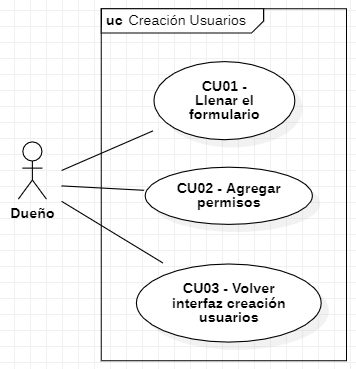 uc Creación Usuarios
CU01 -
Llenar el
formulario
Dueño
CU02 - Agregar
permisos
CU03 - Volver
interfaz creación
usuarios